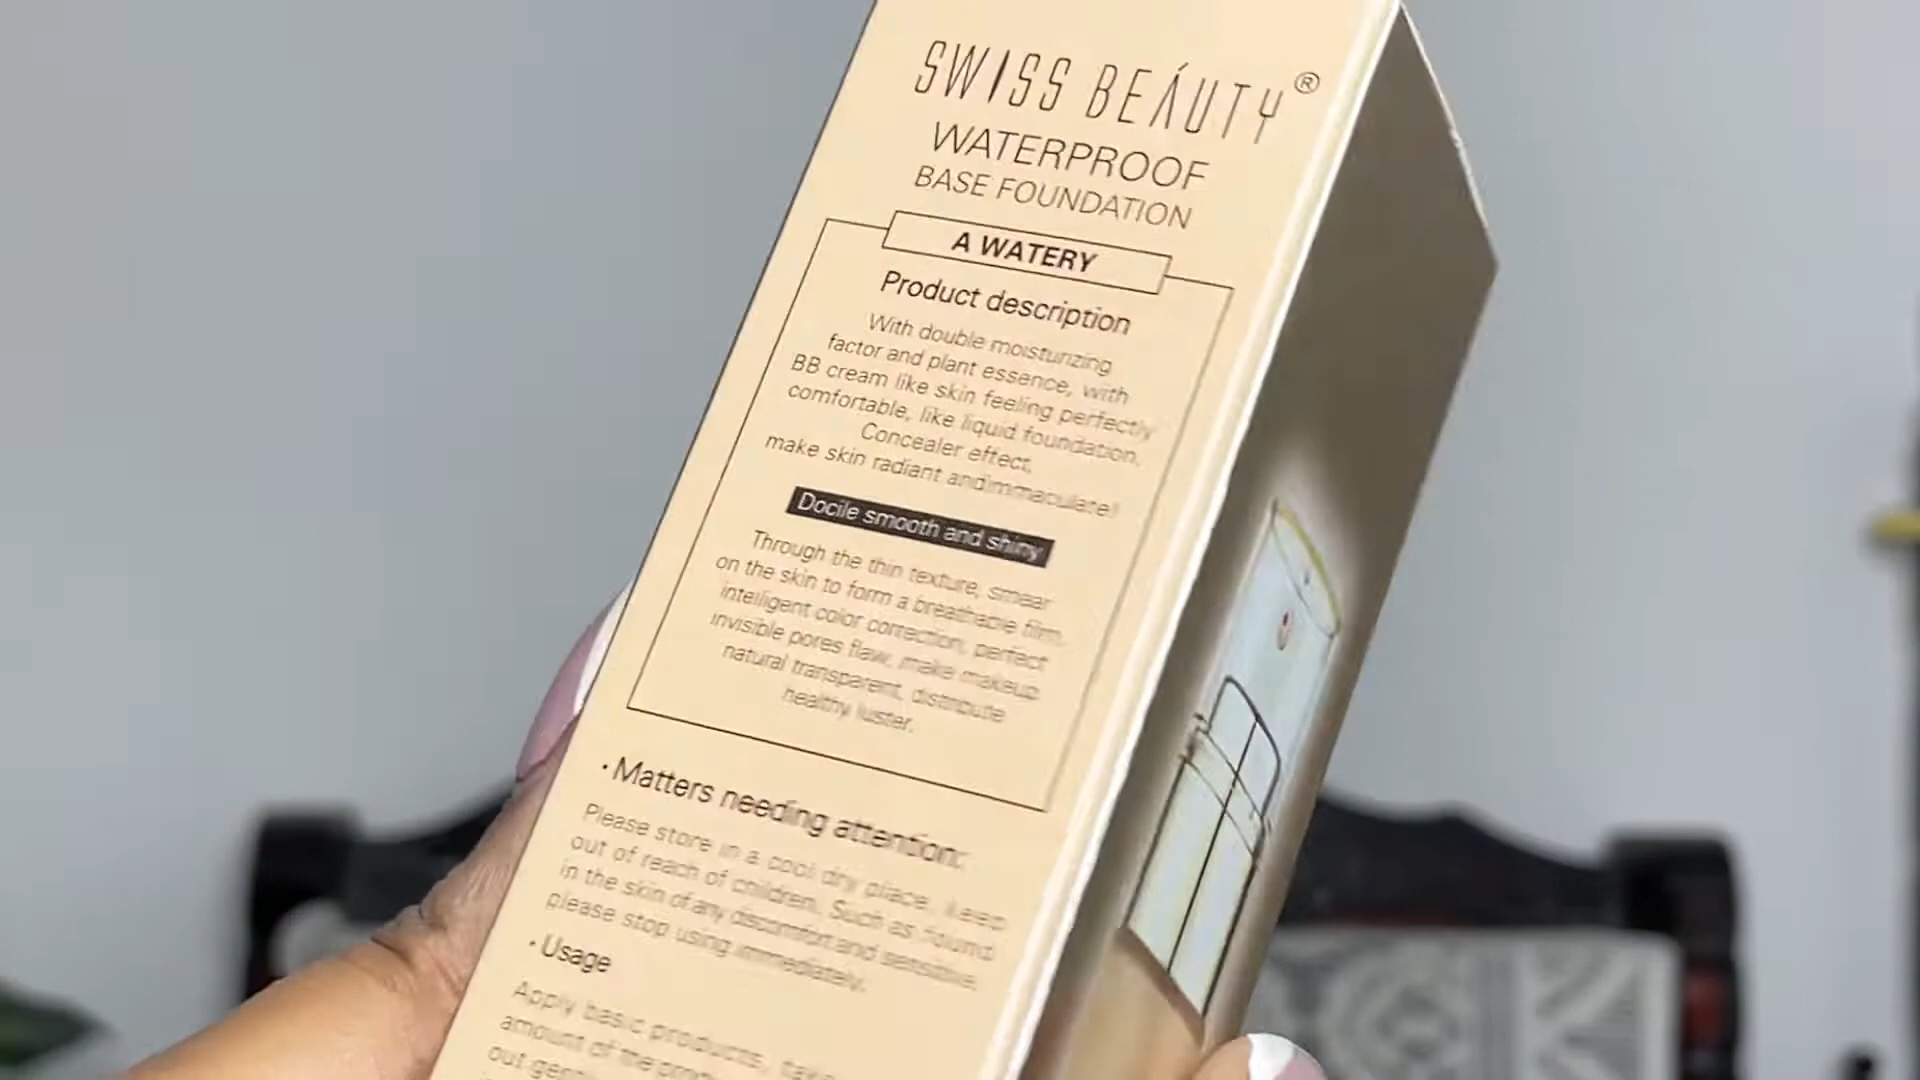 SWISS BEÁUTY®
WATERPROOF
BASE FOUNDATION
A WATERY
Product description
With double moisturizing
factor and plant essence, with
BB cream like skin feeling perfectly
comfortable, like liquid foundation,
Concealer effect,
make skin radiant andimmaculate!
Docile smooth and shiny
Through the thin texture, smear
on the skin to form a breathable film,
intelligent color correction, perfect
invisible pores flaw, make makeup
natural transparent, distribute
healthy luster.
· Matters needing attention:
Please store in a cool dry place, keep
out of reach of children. Such as found
in the skin of any discomfort and sensitive,
please stop using immediately.
· Usage
Apply basic products, take
amount of the
out